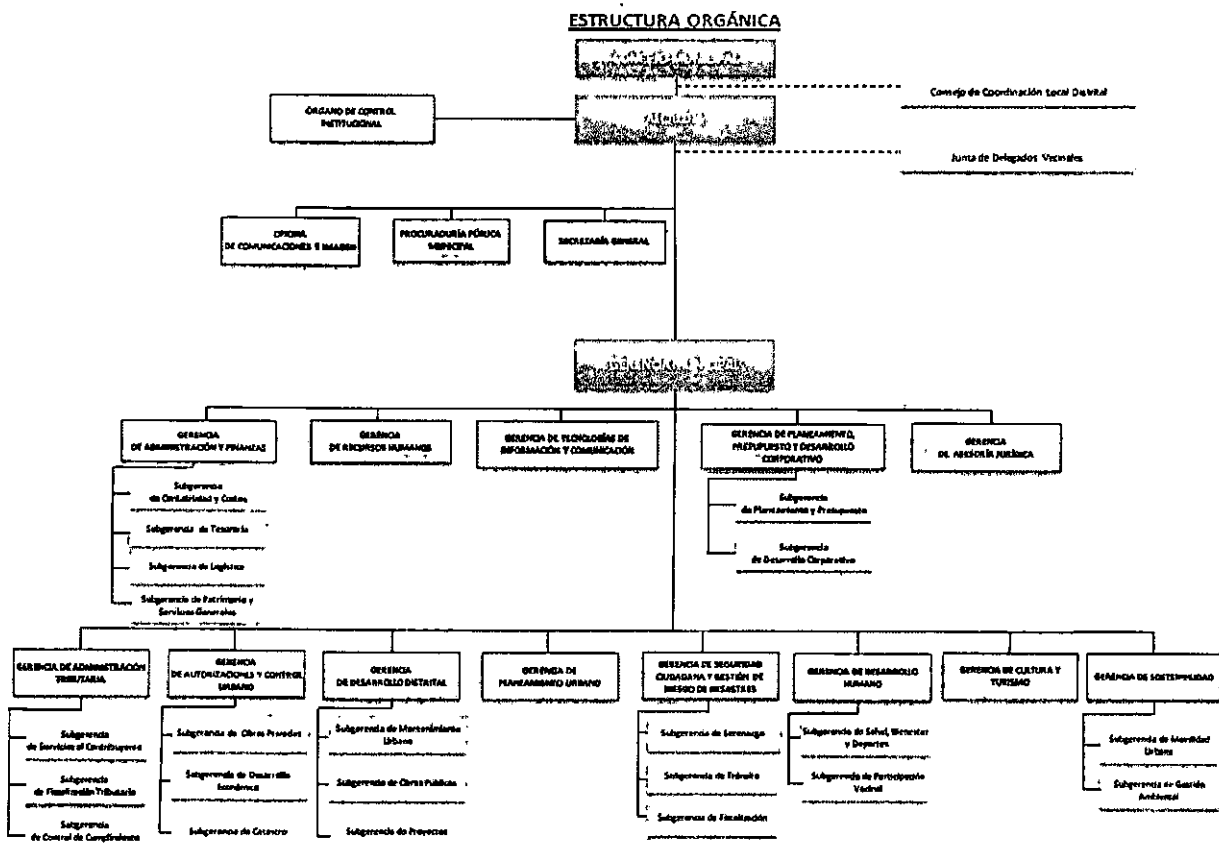 ESTRUCTURA ORGÁNICA
Consejo de Coordinación Local Distrital
ÓRGANO DE CONTROL
INSTITUCIONAL
Junta de Delegados Vecinales
OFICINA
DE COMUNICACIONES E IMAGEN
PROCURADURÍA PÚBLICA
MUNICIPAL
SECRETARÍA GENERAL
GERENCIA
DE ADMINISTRACIÓN Y FINANZAS
GERENCIA
DE RECURSOS HUMANOS
GERENCIA DE TECNOLOGÍAS DE
INFORMACIÓN Y COMUNICACIÓN
GERENCIA DE PLANEAMIENTO,
PRESUPUESTO Y DESARROLLO
CORPORATIVO
GERENCIA
DE ASESORÍA JURÍDICA
Subgerencia
de Contabilidad y Costos
Subgerencia de Tesorería
Subgerencia de Logística
Subgerencia de Patrimonio y
Servicios Generales
Subgerencia
de Planeamiento y Presupuesto
Subgerencia
de Desarrollo Corporativo
GERENCIA DE ADMINISTRACIÓN
TRIBUTARIA
GERENCIA
DE AUTORIZACIONES Y CONTROL
URBANO
GERENCIA
DE DESARROLLO DISTRITAL
GERENCIA DE
PLANEAMIENTO URBANO
GERENCIA DE SEGURIDAD
CIUDADANA Y GESTIÓN DE
RIESGO DE DESASTRES
GERENCIA DE DESARROLLO
HUMANO
GERENCIA DE CULTURA Y
TURISMO
GERENCIA DE SOSTENIBILIDAD
Subgerencia
de Servicios al Contribuyente
Subgerencia
de Fiscalización Tributaria
Subgerencia
de Control de Cumplimiento
Subgerencia de Obras Privadas
Subgerencia de Desarrollo
Económico
Subgerencia de Catastro
Subgerencia de Mantenimiento
Urbano
Subgerencia de Obras Públicas
Subgerencia de Proyectos
Subgerencia de Serenazgo
Subgerencia de Tránsito
Subgerencia de Fiscalización
Subgerencia de Salud, Bienestar
y Deportes
Subgerencia de Participación
Vecinal
Subgerencia de Movilidad
Urbana
Subgerencia de Gestión
Ambiental